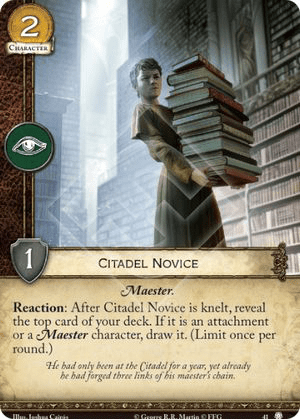 2
CHARACTER
1
CITADEL NOVICE
Maester.
Reaction: After Citadel Novice is knelt, reveal
the top card of your deck. If it is an attachment
or a Maester character, draw it. (Limit once per
round.)
He had only been at the Citadel for a year, yet already
he had forged three links of his maester's chain.
Illus. Joshua Cairós
© George R.R. Martin © FFG
41